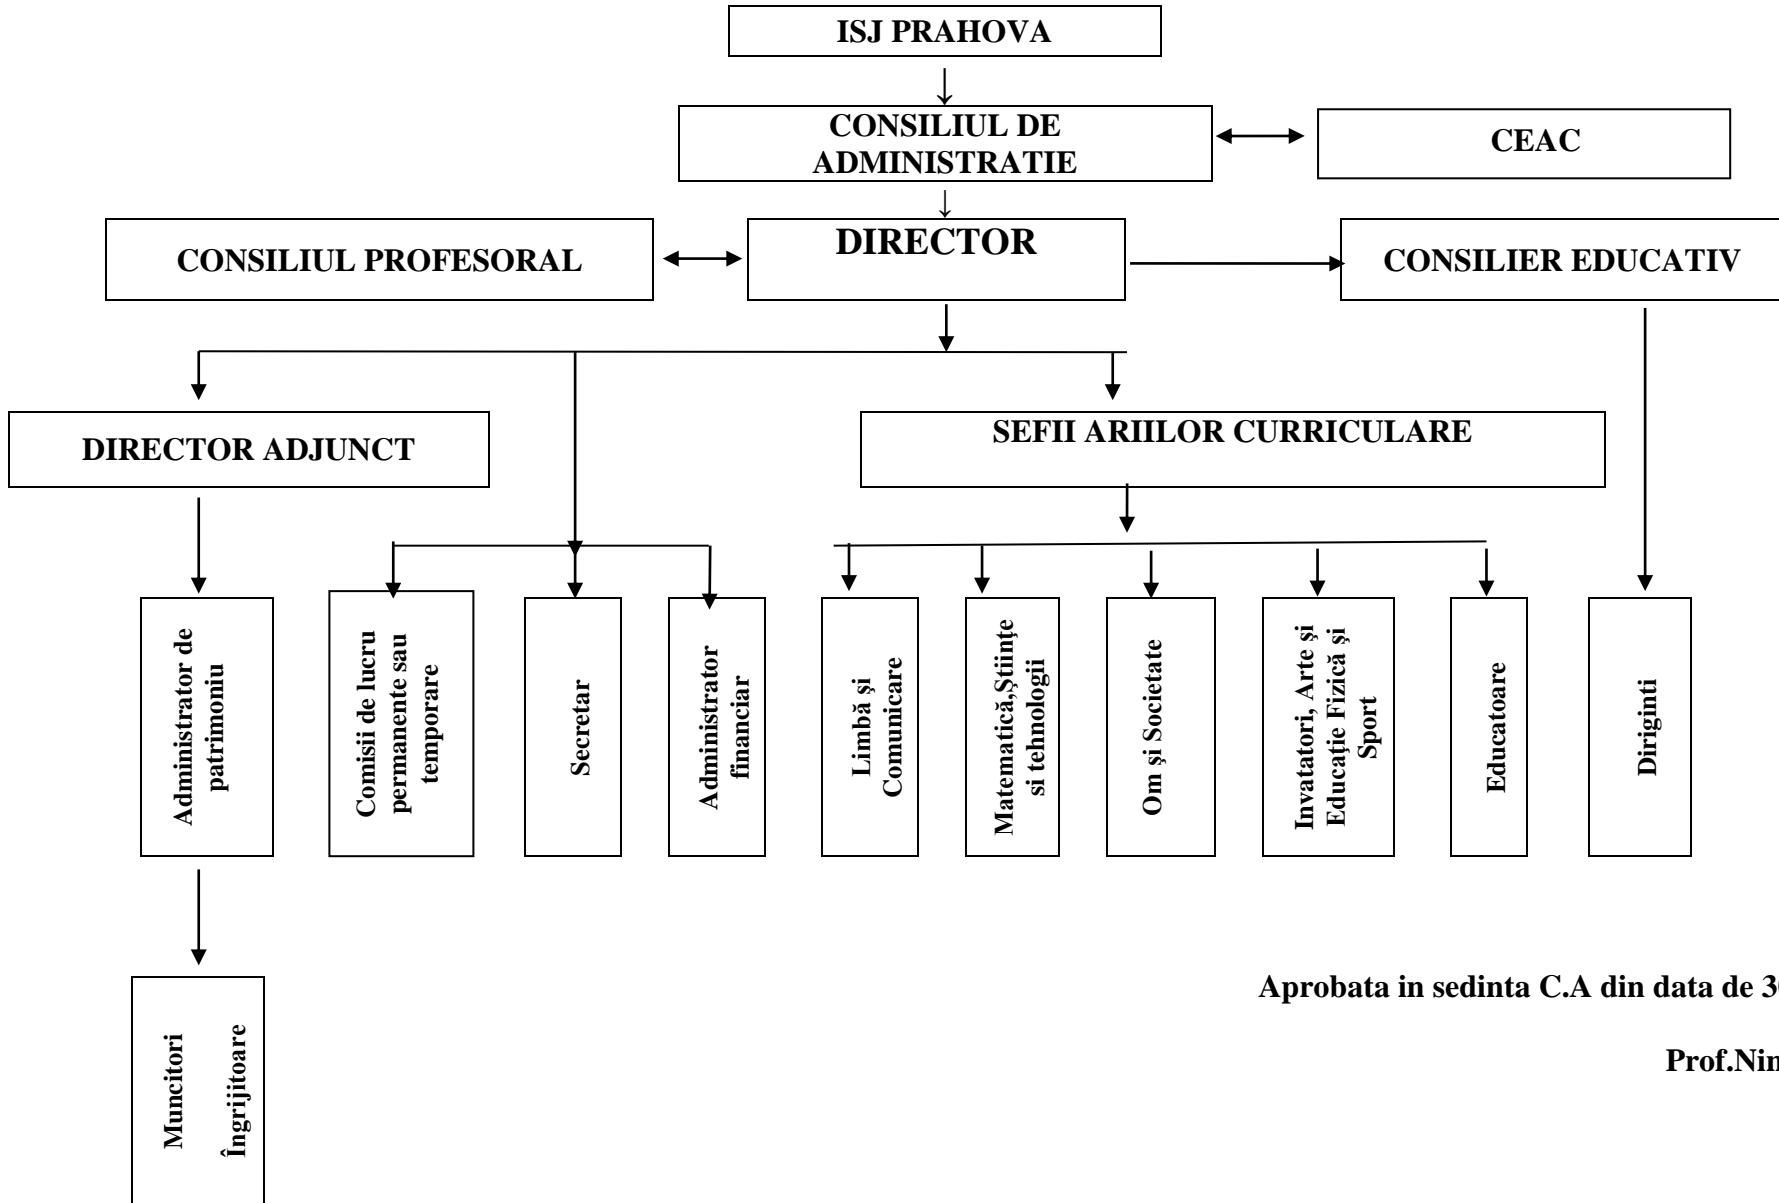 ISJ PRAHOVA
CONSILIUL DE
ADMINISTRATIE
CEAC
CONSILIUL PROFESORAL
DIRECTOR
CONSILIER EDUCATIV
DIRECTOR ADJUNCT
SEFII ARIILOR CURRICULARE
Administrator de
patrimoniu
Comisii de lucru
permanente sau
temporare
Secretar
Administrator
financiar
Limbă şi
Comunicare
Matematică,Ştiinţe
si tehnologii
Om şi Societate
Invatatori, Arte şi
Educaţie Fizică şi
Sport
Educatoare
Diriginti
Muncitori
Îngrijitoare
Aprobata in sedinta C.A din data de 3
Prof.Nin